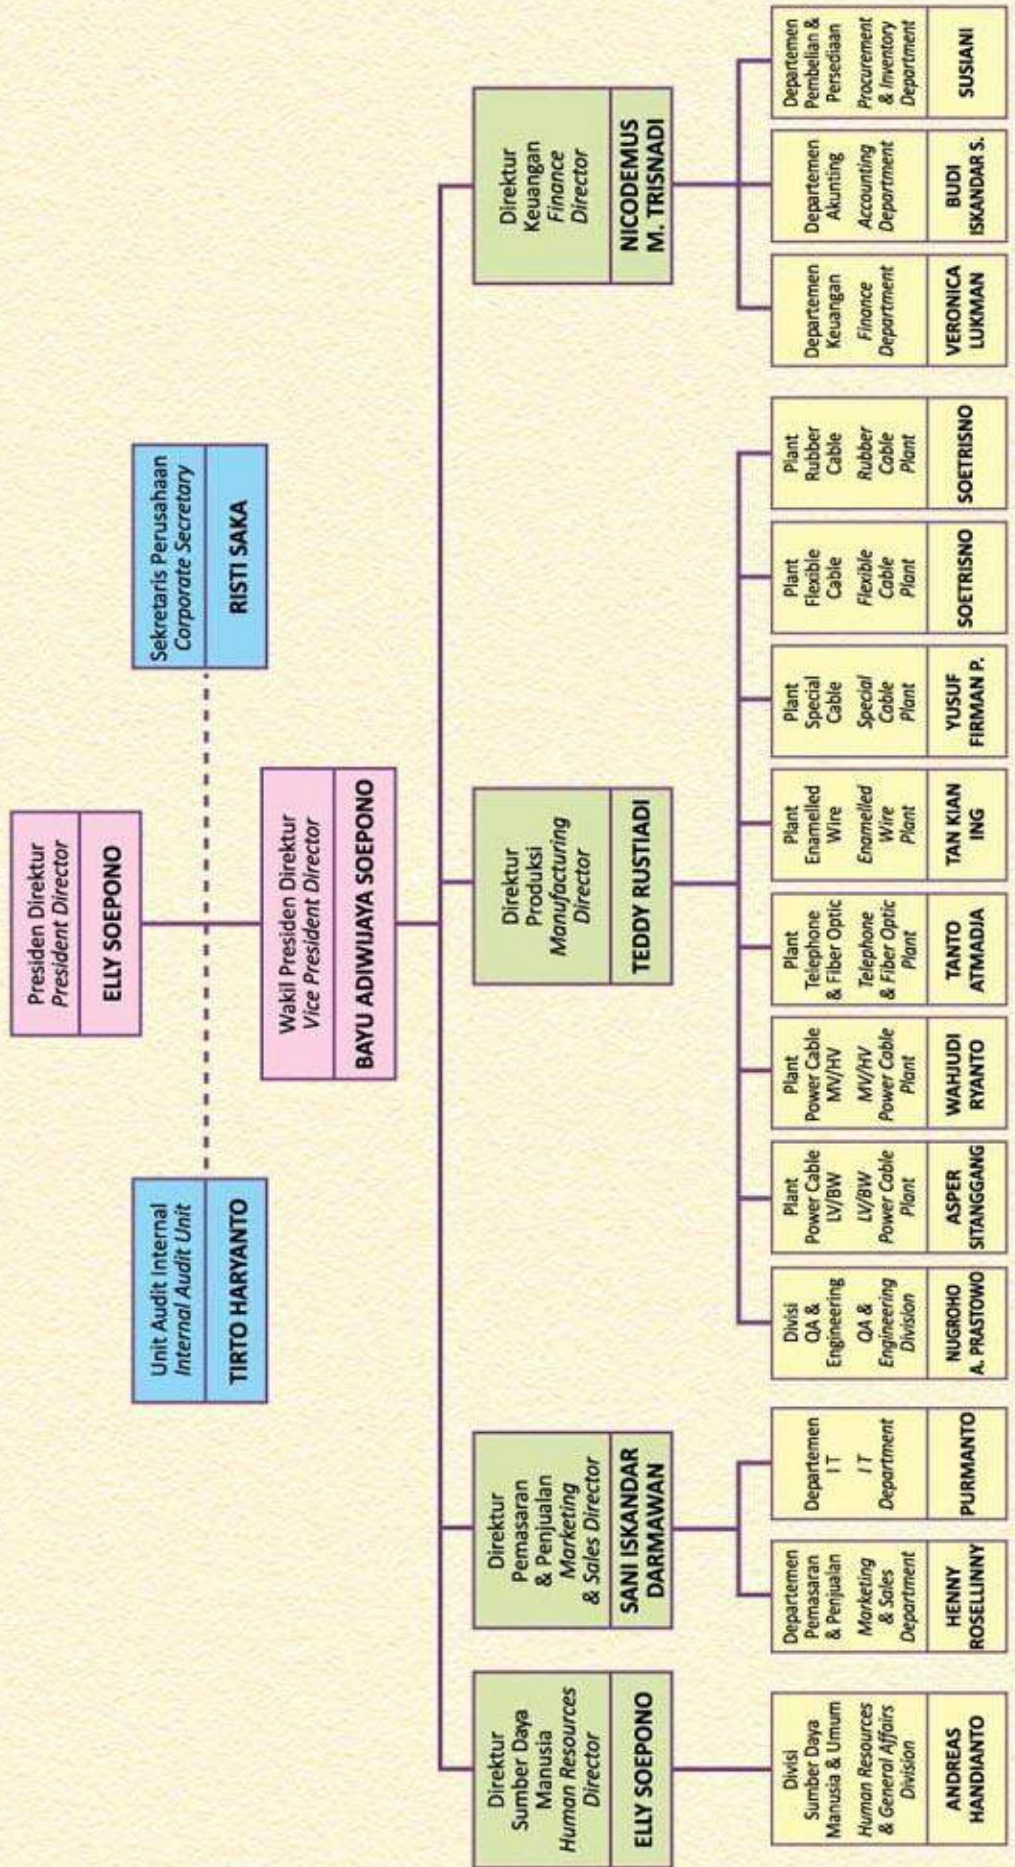 Presiden Direktur
President Director
ELLY SOEPONO
Unit Audit Internal
Internal Audit Unit
TIRTO HARYANTO
Sekretaris Perusahaan
Corporate Secretary
RISTI SAKA
Wakil Presiden Direktur
Vice President Director
BAYU ADIWIJAYA SOEPONO
Direktur
Sumber Daya
Manusia
Human Resources
Director
ELLY SOEPONO
Direktur
Pemasaran
& Penjualan
Marketing
& Sales Director
SANI ISKANDAR
DARMAWAN
Direktur
Produksi
Manufacturing
Director
TEDDY RUSTIADI
Direktur
Keuangan
Finance
Director
NICODEMUS
M. TRISNADI
Divisi
Sumber Daya
Manusia & Umum
Human Resources
& General Affairs
Division
ANDREAS
HANDIANTO
Departemen
Pemasaran
& Penjualan
Marketing
& Sales
Department
HENNY
ROSELLINNY
Departemen
I T
I T
Department
PURMANTO
Divisi
QA &
Engineering
QA &
Engineering
Division
NUGROHO
A. PRASTOWO
Plant
Power Cable
LV/BW
LV/BW
Power Cable
Plant
ASPER
SITANGGANG
Plant
Power Cable
MV/HV
MV/HV
Power Cable
Plant
WAHJUDI
RYANTO
Plant
Telephone
& Fiber Optic
Telephone
& Fiber Optic
Plant
TANTO
ATMADJA
Plant
Enamelled
Wire
Enamelled
Wire
Plant
TAN KIAN
ING
Plant
Special
Cable
Special
Cable
Plant
YUSUF
FIRMAN P.
Plant
Flexible
Cable
Flexible
Cable
Plant
SOETRISNO
Plant
Rubber
Cable
Rubber
Cable
Plant
SOETRISNO
Departemen
Keuangan
Finance
Department
VERONICA
LUKMAN
Departemen
Akunting
Accounting
Department
BUDI
ISKANDAR S.
Departemen
Pembelian &
Persediaan
Procurement
& Inventory
Department
SUSIANI